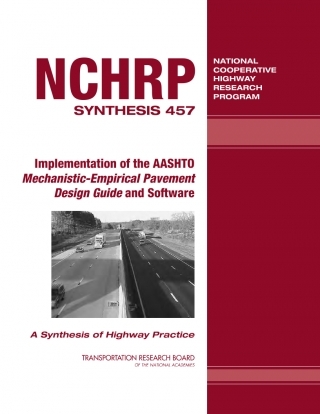 NCHRP
SYNTHESIS 457
NATIONAL
COOPERATIVE
HIGHWAY
RESEARCH
PROGRAM
Implementation of the AASHTO
Mechanistic-Empirical Pavement
Design Guide and Software
A Synthesis of Highway Practice
TRANSPORTATION RESEARCH BOARD
OF THE NATIONAL ACADEMIES